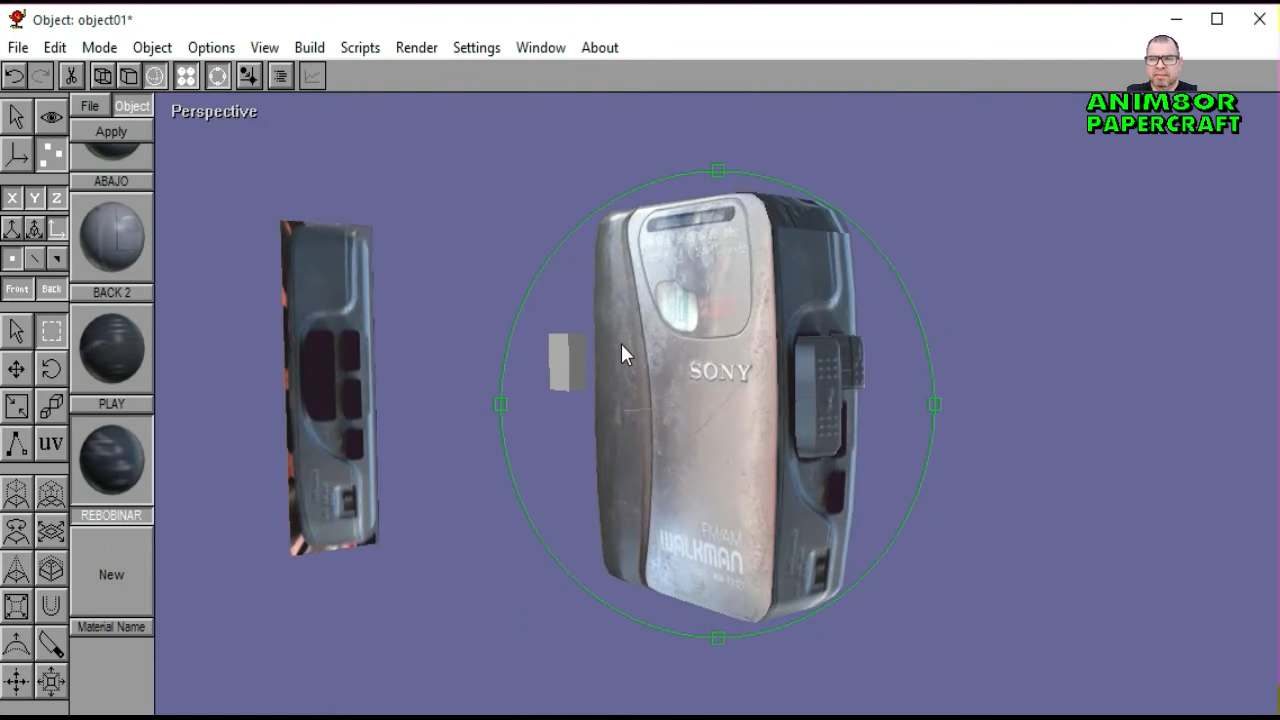 Object: object01*
File Edit Mode Object Options View Build Scripts Render Settings Window About
ANIM8OR
PAPERCRAFT
File Object
Perspective
Apply
ABAJO
X Y Z
BACK 2
Front Back
PLAY
SONY
uv
REBOBINAR
FM/AM
WALKMAN
New
Material Name